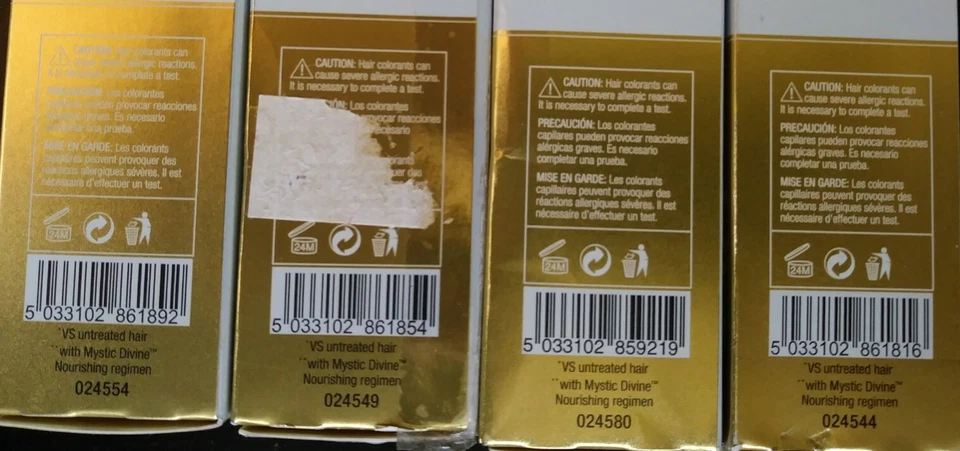 CAUTION: Hair colorants can
cause severe allergic reactions.
It is necessary to complete a test.
PRECAUCIÓN: Los colorantes
capilares pueden provocar reacciones
alérgicas graves. Es necesario
completar una prueba.
MISE EN GARDE: Les colorants
capillaires peuvent provoquer des
réactions allergiques sévères. Il est
nécessaire d'effectuer un test.
24M
5 033102 861892
*VS untreated hair
**with Mystic Divine™
Nourishing regimen
024554
CAUTION: Hair colorants can
cause severe allergic reactions.
It is necessary to complete a test.
Los colorantes
provocar reacciones
necesario
colorants
quer des
Il est
24M
5 033102 861854
*VS untreated hair
**with Mystic Divine™
Nourishing regimen
024549
CAUTION: Hair colorants can
cause severe allergic reactions.
It is necessary to complete a test.
PRECAUCIÓN: Los colorantes
capilares pueden provocar reacciones
alérgicas graves. Es necesario
completar una prueba.
MISE EN GARDE: Les colorants
capillaires peuvent provoquer des
réactions allergiques sévères. Il est
nécessaire d'effectuer un test.
24M
5 033102 859219
*VS untreated hair
**with Mystic Divine™
Nourishing regimen
024580
CAUTION: Hair colorants can
cause severe allergic reactions.
It is necessary to complete a test.
PRECAUCIÓN: Los colorantes
capilares pueden provocar reacciones
alérgicas graves. Es necesario
completar una prueba.
MISE EN GARDE: Les colorants
capillaires peuvent provoquer des
réactions allergiques sévères. Il est
nécessaire d'effectuer un test.
24M
5 033102 861816
*VS untreated hair
**with Mystic Divine™
Nourishing regimen
024544